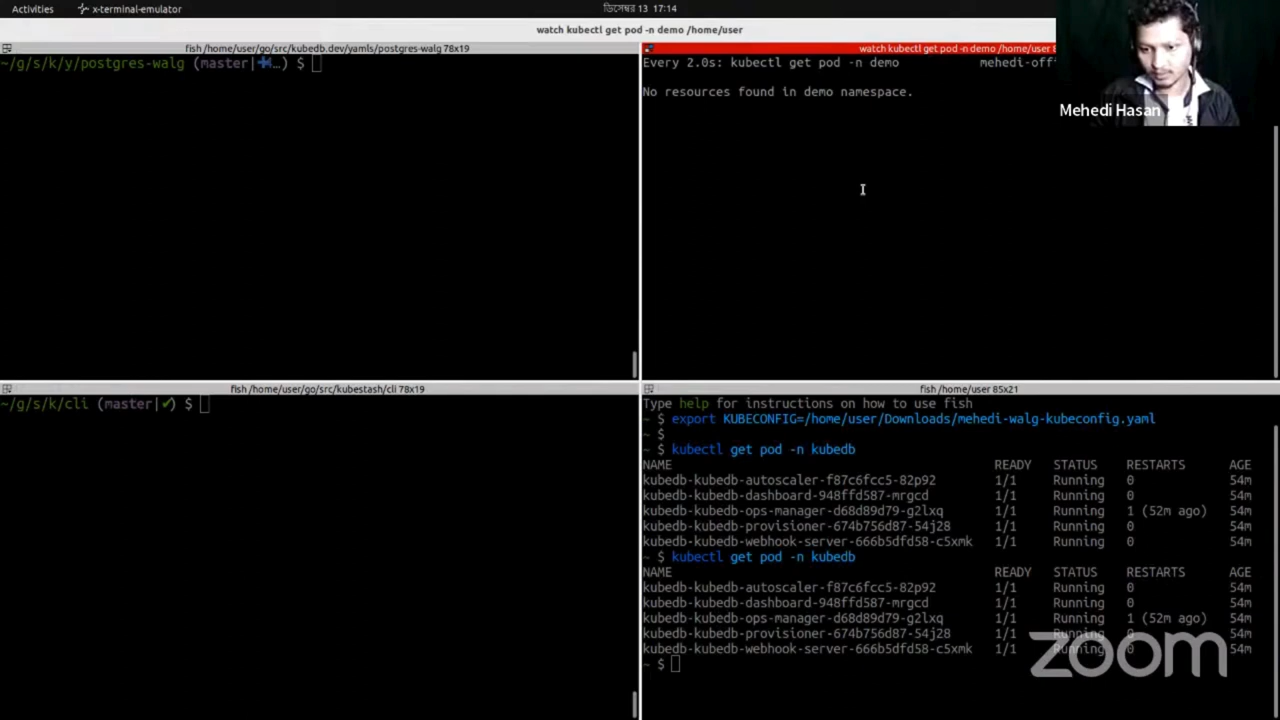 Activities
x-terminal-emulator
ডিসেম্বর 13 17:14
watch kubectl get pod -n demo /home/user
fish /home/user/go/src/kubedb.dev/yamls/postgres-walg 78x19
~/g/s/k/y/postgres-walg (master|✚…) $
watch kubectl get pod -n demo /home/user 8
Every 2.0s: kubectl get pod -n demo mehedi-off
No resources found in demo namespace.
Mehedi Hasan
fish /home/user/go/src/kubestash/cli 78x19
~/g/s/k/cli (master|✔) $
fish /home/user 85x21
Type help for instructions on how to use fish
~ $ export KUBECONFIG=/home/user/Downloads/mehedi-walg-kubeconfig.yaml
~ $
~ $ kubectl get pod -n kubedb
NAME READY STATUS RESTARTS AGE
kubedb-kubedb-autoscaler-f87c6fcc5-82p92 1/1 Running 0 54m
kubedb-kubedb-dashboard-948ffd587-mrgcd 1/1 Running 0 54m
kubedb-kubedb-ops-manager-d68d89d79-g2lxq 1/1 Running 1 (52m ago) 54m
kubedb-kubedb-provisioner-674b756d87-54j28 1/1 Running 0 54m
kubedb-kubedb-webhook-server-666b5dfd58-c5xmk 1/1 Running 0 54m
~ $ kubectl get pod -n kubedb
NAME READY STATUS RESTARTS AGE
kubedb-kubedb-autoscaler-f87c6fcc5-82p92 1/1 Running 0 54m
kubedb-kubedb-dashboard-948ffd587-mrgcd 1/1 Running 0 54m
kubedb-kubedb-ops-manager-d68d89d79-g2lxq 1/1 Running 1 (52m ago) 54m
kubedb-kubedb-provisioner-674b756d87-54j28 1/1 Running 0 54m
kubedb-kubedb-webhook-server-666b5dfd58-c5xmk 1/1 Running 0 54m
~ $
zoom